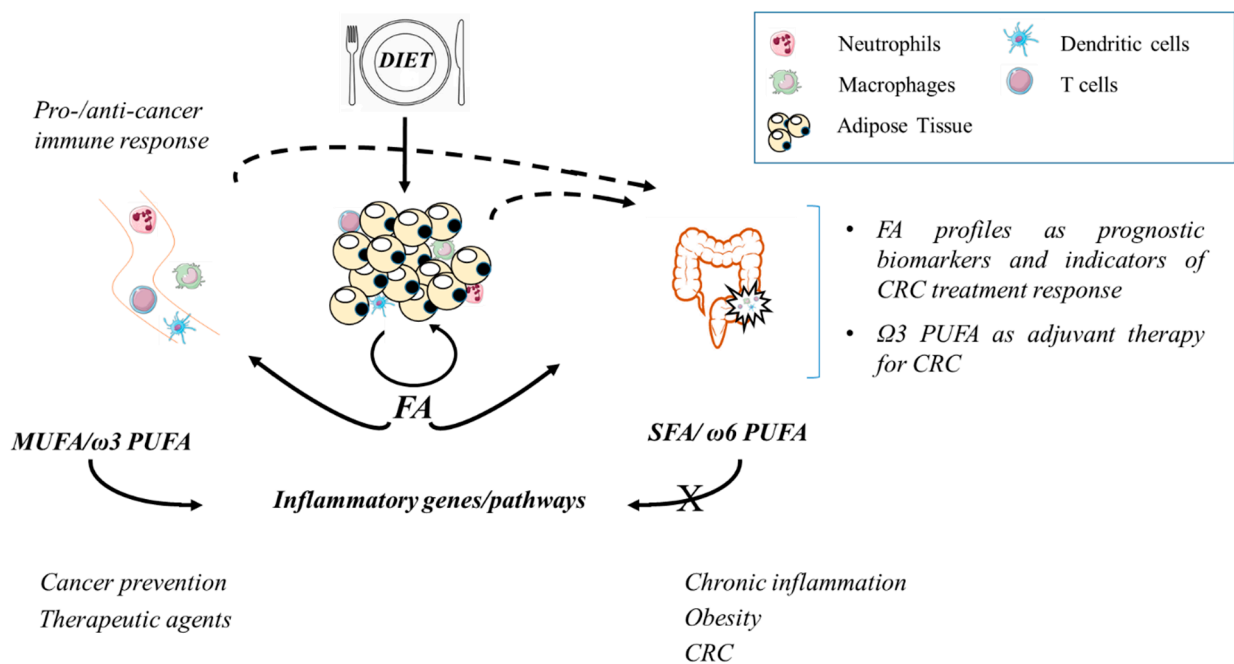 DIET
Neutrophils
Dendritic cells
Macrophages
T cells
Adipose Tissue
Pro-/anti-cancer
immune response
• FA profiles as prognostic
biomarkers and indicators of
CRC treatment response
• Ω3 PUFA as adjuvant therapy
for CRC
FA
MUFA/ω3 PUFA
SFA/ ω6 PUFA
Inflammatory genes/pathways
X
Cancer prevention
Therapeutic agents
Chronic inflammation
Obesity
CRC